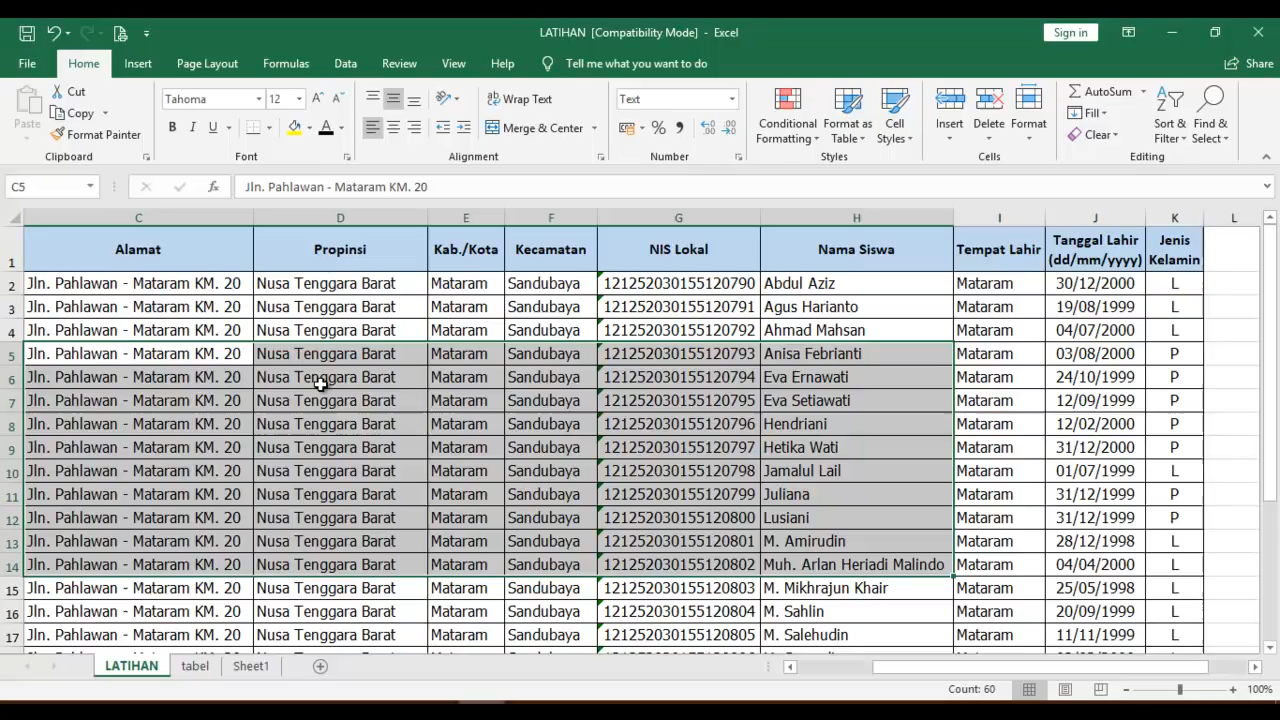 LATIHAN [Compatibility Mode] - Excel
Sign in
File Home Insert Page Layout Formulas Data Review View Help Tell me what you want to do Share
Paste
Cut
Copy
Format Painter
Clipboard
Tahoma 12
B I U
Font
Wrap Text
Merge & Center
Alignment
Text
Number
Conditional Formatting
Format as Table
Cell Styles
Styles
Insert Delete Format
Cells
AutoSum
Fill
Clear
Sort & Filter
Find & Select
Editing
C5 fx Jln. Pahlawan - Mataram KM. 20
C D E F G H I J K L
1 Alamat Propinsi Kab./Kota Kecamatan NIS Lokal Nama Siswa Tempat Lahir Tanggal Lahir (dd/mm/yyyy) Jenis Kelamin
2 Jln. Pahlawan - Mataram KM. 20 Nusa Tenggara Barat Mataram Sandubaya 121252030155120790 Abdul Aziz Mataram 30/12/2000 L
3 Jln. Pahlawan - Mataram KM. 20 Nusa Tenggara Barat Mataram Sandubaya 121252030155120791 Agus Harianto Mataram 19/08/1999 L
4 Jln. Pahlawan - Mataram KM. 20 Nusa Tenggara Barat Mataram Sandubaya 121252030155120792 Ahmad Mahsan Mataram 04/07/2000 L
5 Jln. Pahlawan - Mataram KM. 20 Nusa Tenggara Barat Mataram Sandubaya 121252030155120793 Anisa Febrianti Mataram 03/08/2000 P
6 Jln. Pahlawan - Mataram KM. 20 Nusa Tenggara Barat Mataram Sandubaya 121252030155120794 Eva Ernawati Mataram 24/10/1999 P
7 Jln. Pahlawan - Mataram KM. 20 Nusa Tenggara Barat Mataram Sandubaya 121252030155120795 Eva Setiawati Mataram 12/09/1999 P
8 Jln. Pahlawan - Mataram KM. 20 Nusa Tenggara Barat Mataram Sandubaya 121252030155120796 Hendriani Mataram 12/02/2000 P
9 Jln. Pahlawan - Mataram KM. 20 Nusa Tenggara Barat Mataram Sandubaya 121252030155120797 Hetika Wati Mataram 31/12/2000 P
10 Jln. Pahlawan - Mataram KM. 20 Nusa Tenggara Barat Mataram Sandubaya 121252030155120798 Jamalul Lail Mataram 01/07/1999 L
11 Jln. Pahlawan - Mataram KM. 20 Nusa Tenggara Barat Mataram Sandubaya 121252030155120799 Juliana Mataram 31/12/1999 P
12 Jln. Pahlawan - Mataram KM. 20 Nusa Tenggara Barat Mataram Sandubaya 121252030155120800 Lusiani Mataram 31/12/1999 P
13 Jln. Pahlawan - Mataram KM. 20 Nusa Tenggara Barat Mataram Sandubaya 121252030155120801 M. Amirudin Mataram 28/12/1998 L
14 Jln. Pahlawan - Mataram KM. 20 Nusa Tenggara Barat Mataram Sandubaya 121252030155120802 Muh. Arlan Heriadi Malindo Mataram 04/04/2000 L
15 Jln. Pahlawan - Mataram KM. 20 Nusa Tenggara Barat Mataram Sandubaya 121252030155120803 M. Mikhrajun Khair Mataram 25/05/1998 L
16 Jln. Pahlawan - Mataram KM. 20 Nusa Tenggara Barat Mataram Sandubaya 121252030155120804 M. Sahlin Mataram 20/09/1999 L
17 Jln. Pahlawan - Mataram KM. 20 Nusa Tenggara Barat Mataram Sandubaya 121252030155120805 M. Salehudin Mataram 11/11/1999 L
LATIHAN tabel Sheet1
Count: 60 100%